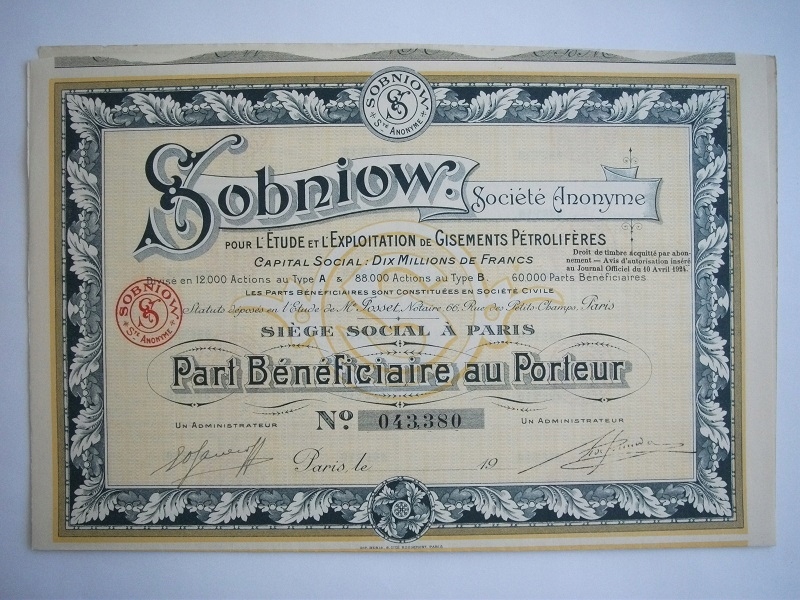 SOBNIOW
S
Sté ANONYME
Sobniow.
Société Anonyme
POUR L'ETUDE ET L'EXPLOITATION DE GISEMENTS PÉTROLIFÈRES
CAPITAL SOCIAL: DIX MILLIONS DE FRANCS
Droit de timbre acquitté par abon-
nement — Avis d'autorisation inséré
au Journal Officiel du 10 Avril 1924.
Divisé en 12.000 Actions au Type A & 88.000 Actions au Type B. 60.000 Parts Bénéficiaires
LES PARTS BÉNÉFICIAIRES SONT CONSTITUÉES EN SOCIÉTÉ CIVILE
SOBNIOW
S
Sté ANONYME
Statuts déposés en l'Etude de Me Josset, Notaire, 66, Rue des Petits-Champs, Paris
SIÈGE SOCIAL À PARIS
Part Bénéficiaire au Porteur
No 043,380
UN ADMINISTRATEUR
UN ADMINISTRATEUR
Paris, le 19